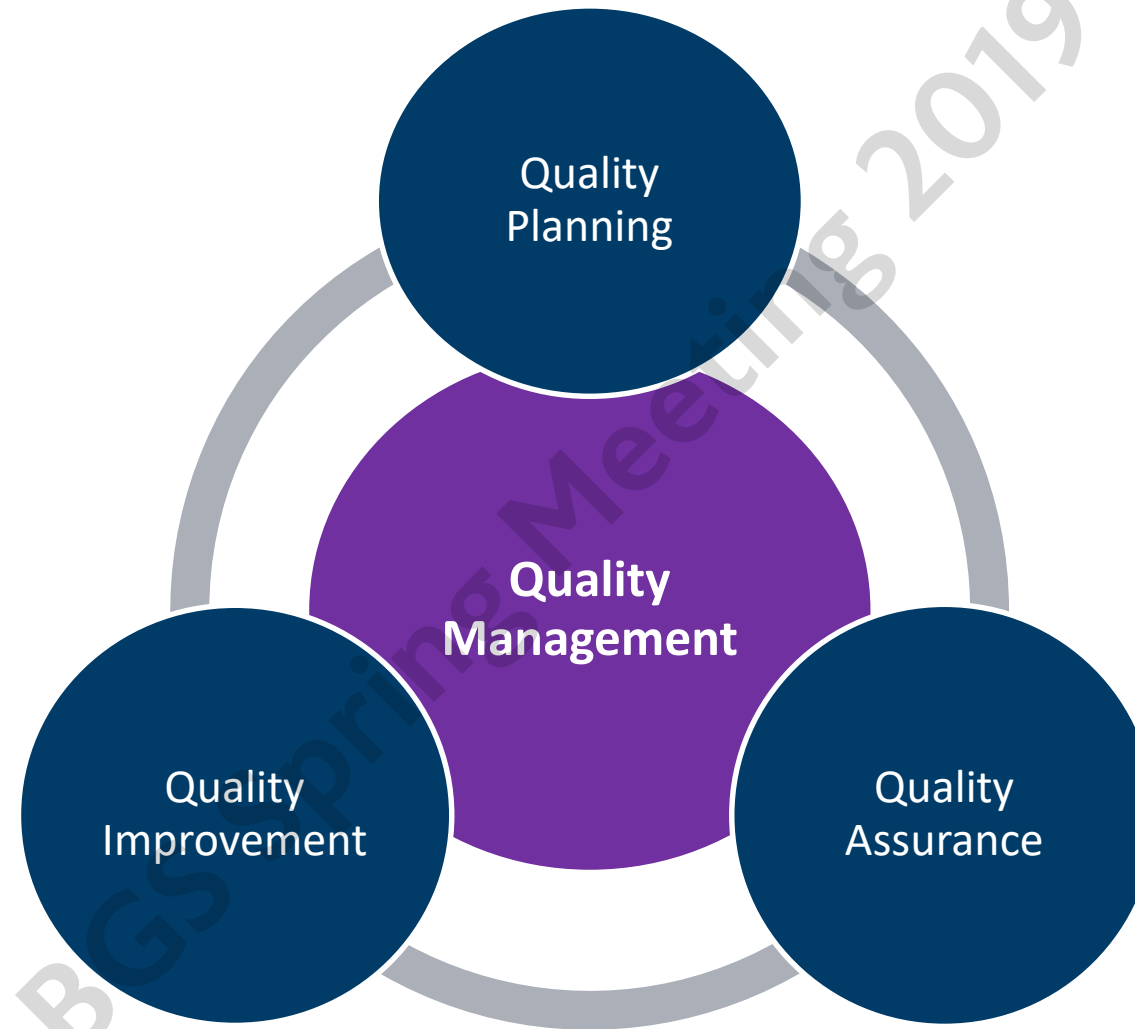 Quality
Planning
Quality
Management
Quality
Improvement
Quality
Assurance
BGS Spring Meeting 2019